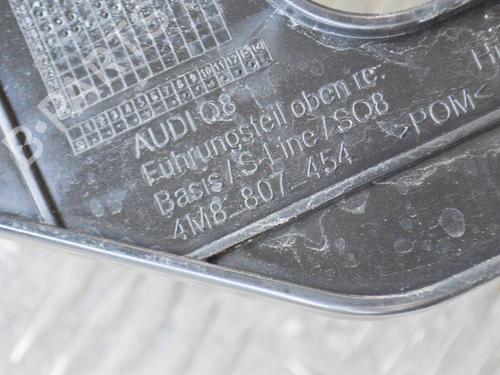 AUDI Q8
Führungsteil oben re:
Basis / S-Line / SQ8
4M8 807 454
>POM<